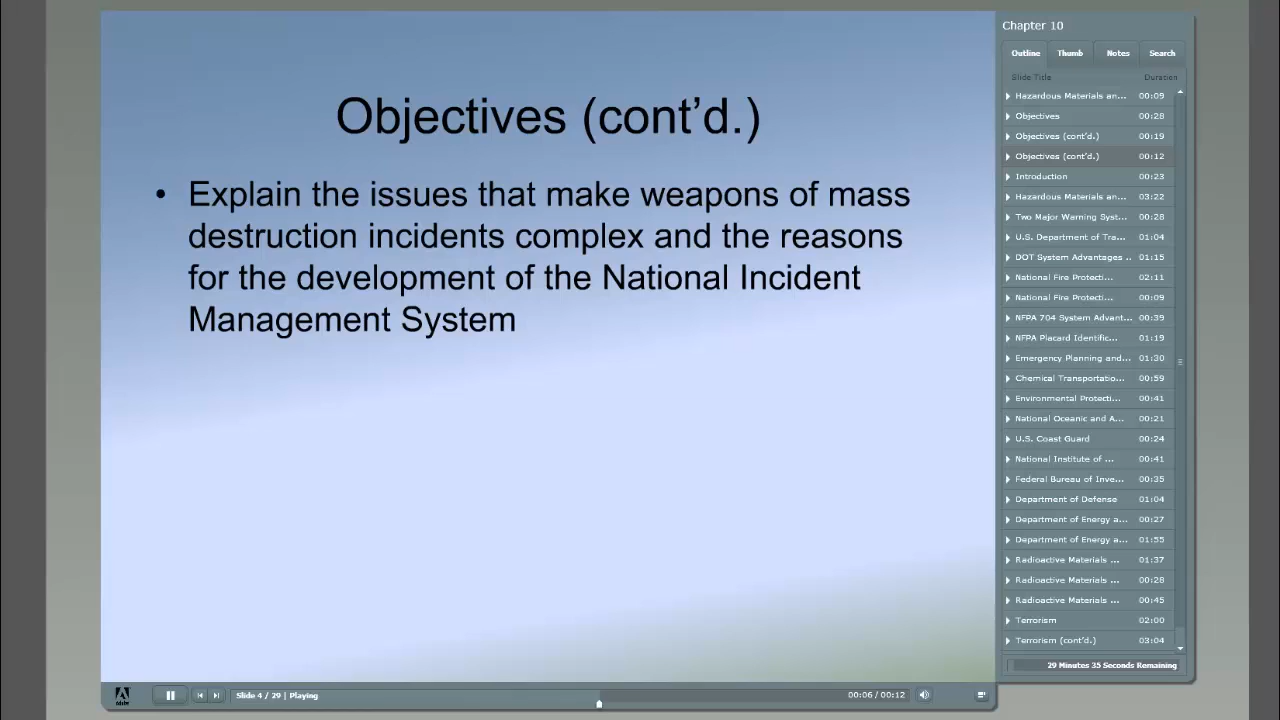 Objectives (cont'd.)
• Explain the issues that make weapons of mass
destruction incidents complex and the reasons
for the development of the National Incident
Management System
Chapter 10
Outline Thumb Notes Search
Slide Title Duration
Hazardous Materials an... 00:09
Objectives 00:28
Objectives (cont'd.) 00:19
Objectives (cont'd.) 00:12
Introduction 00:23
Hazardous Materials an... 03:22
Two Major Warning Syst... 00:28
U.S. Department of Tra... 01:04
DOT System Advantages .. 01:15
National Fire Protecti... 02:11
National Fire Protecti... 00:09
NFPA 704 System Advant... 00:39
NFPA Placard Identific... 01:19
Emergency Planning and... 01:30
Chemical Transportatio... 00:59
Environmental Protecti... 00:41
National Oceanic and A... 00:21
U.S. Coast Guard 00:24
National Institute of ... 00:41
Federal Bureau of Inve... 00:35
Department of Defense 01:04
Department of Energy a... 00:27
Department of Energy a... 01:55
Radioactive Materials ... 01:37
Radioactive Materials ... 00:28
Radioactive Materials ... 00:45
Terrorism 02:00
Terrorism (cont'd.) 03:04
29 Minutes 35 Seconds Remaining
Adobe
Slide 4 / 29 | Playing
00:06 / 00:12